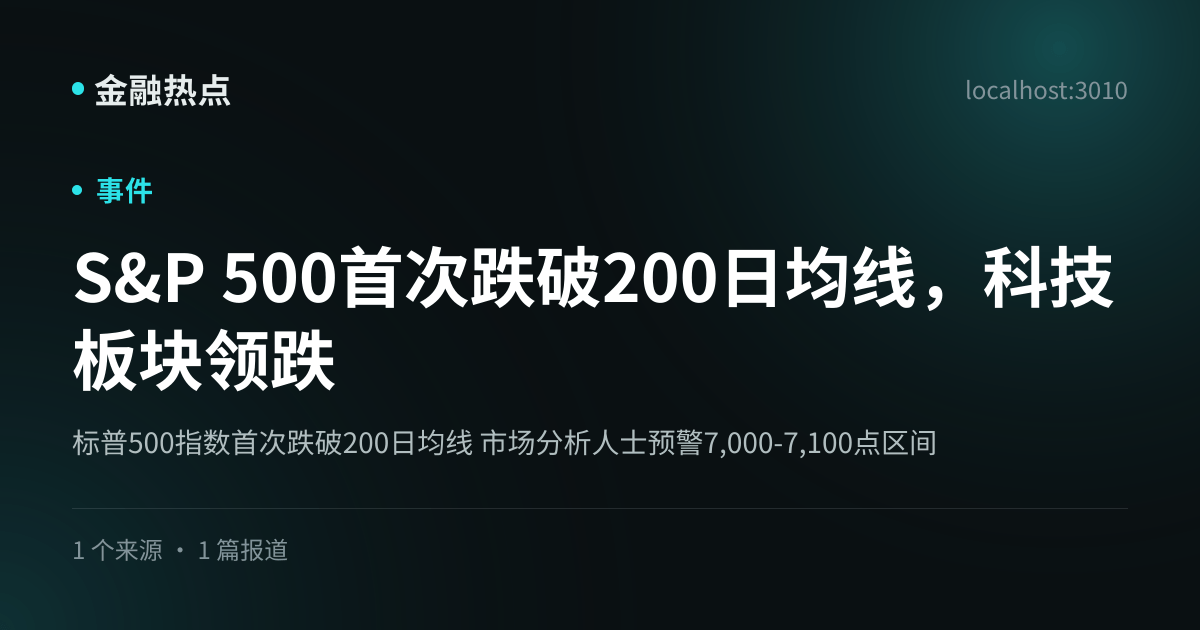 金融热点
localhost:3010
事件
S&P 500首次跌破200日均线，科技
板块领跌
标普500指数首次跌破200日均线 市场分析人士预警7,000-7,100点区间
1 个来源 · 1 篇报道